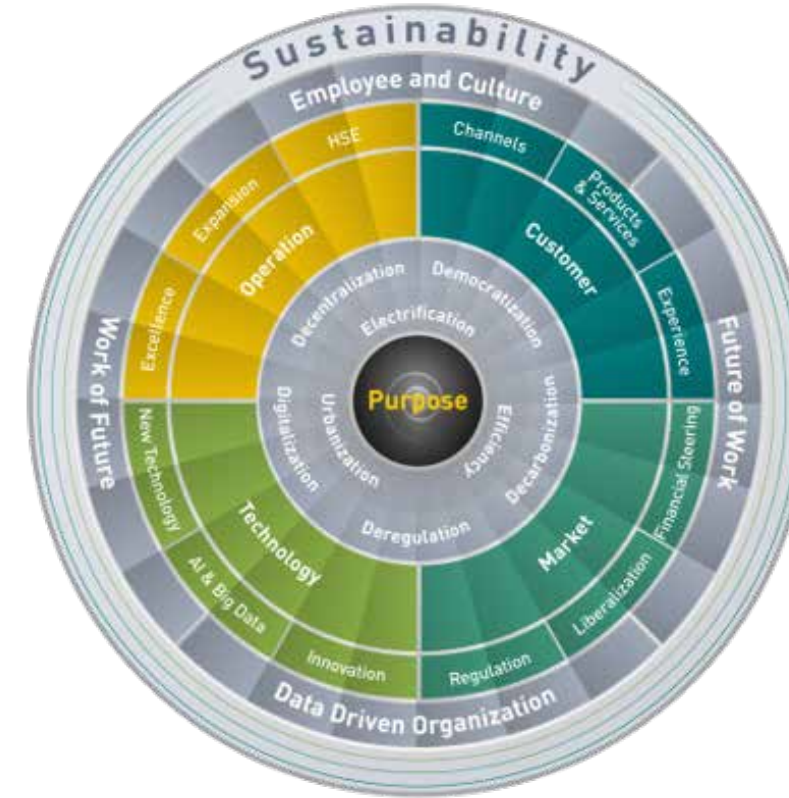 Sustainability
Employee and Culture
HSE
Channels
Expansion
Products
& Services
Operation
Customer
Excellence
Experience
Decentralization
Democratization
Electrification
Work of Future
Purpose
Future of Work
Digitalization
Urbanization
Efficiency
Decarbonization
New Technology
Financial Steering
Deregulation
Technology
Market
AI & Big Data
Liberalization
Innovation
Regulation
Data Driven Organization